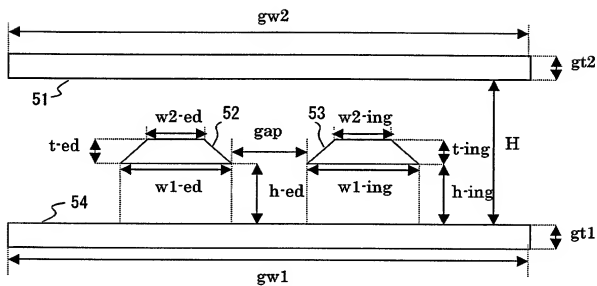 gw2
gt2
51
w2-ed
52
53
w2-ing
t-ed
gap
t-ing
H
w1-ed
h-ed
w1-ing
h-ing
54
gt1
gw1